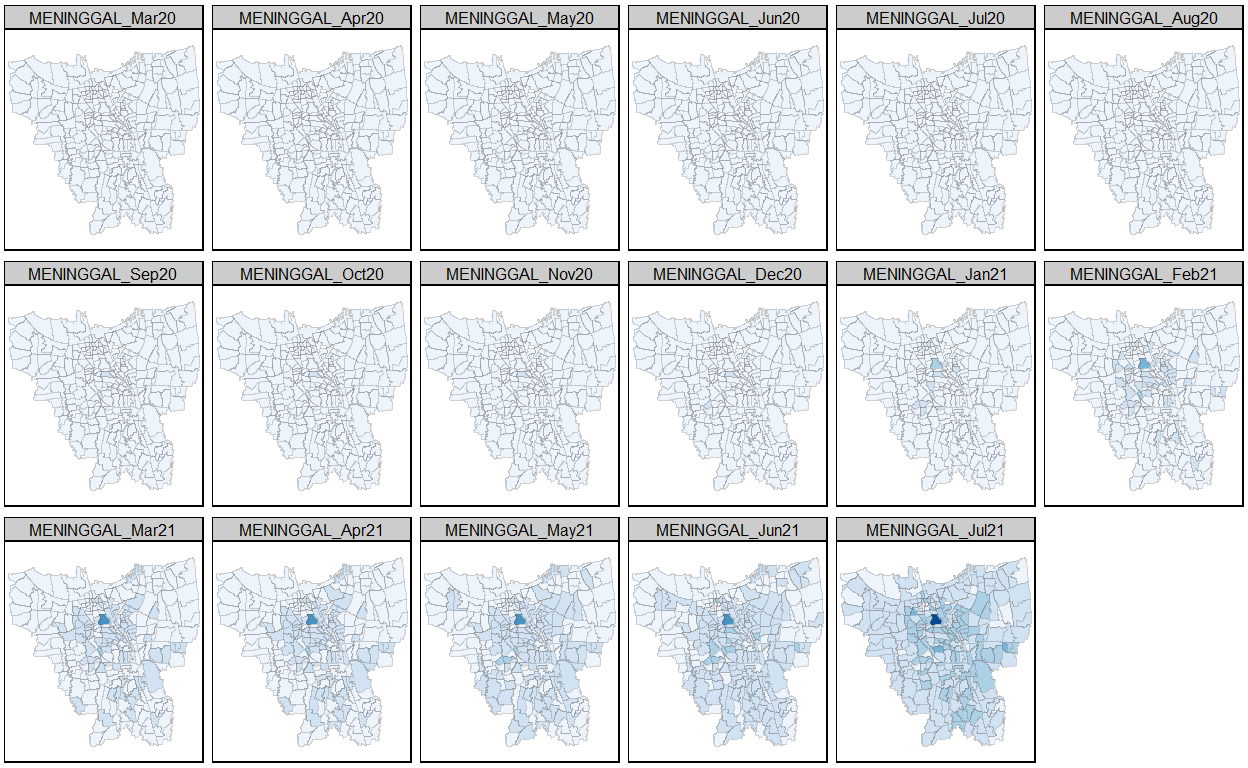 MENINGGAL_Mar20
MENINGGAL_Apr20
MENINGGAL_May20
MENINGGAL_Jun20
MENINGGAL_Jul20
MENINGGAL_Aug20
MENINGGAL_Sep20
MENINGGAL_Oct20
MENINGGAL_Nov20
MENINGGAL_Dec20
MENINGGAL_Jan21
MENINGGAL_Feb21
MENINGGAL_Mar21
MENINGGAL_Apr21
MENINGGAL_May21
MENINGGAL_Jun21
MENINGGAL_Jul21